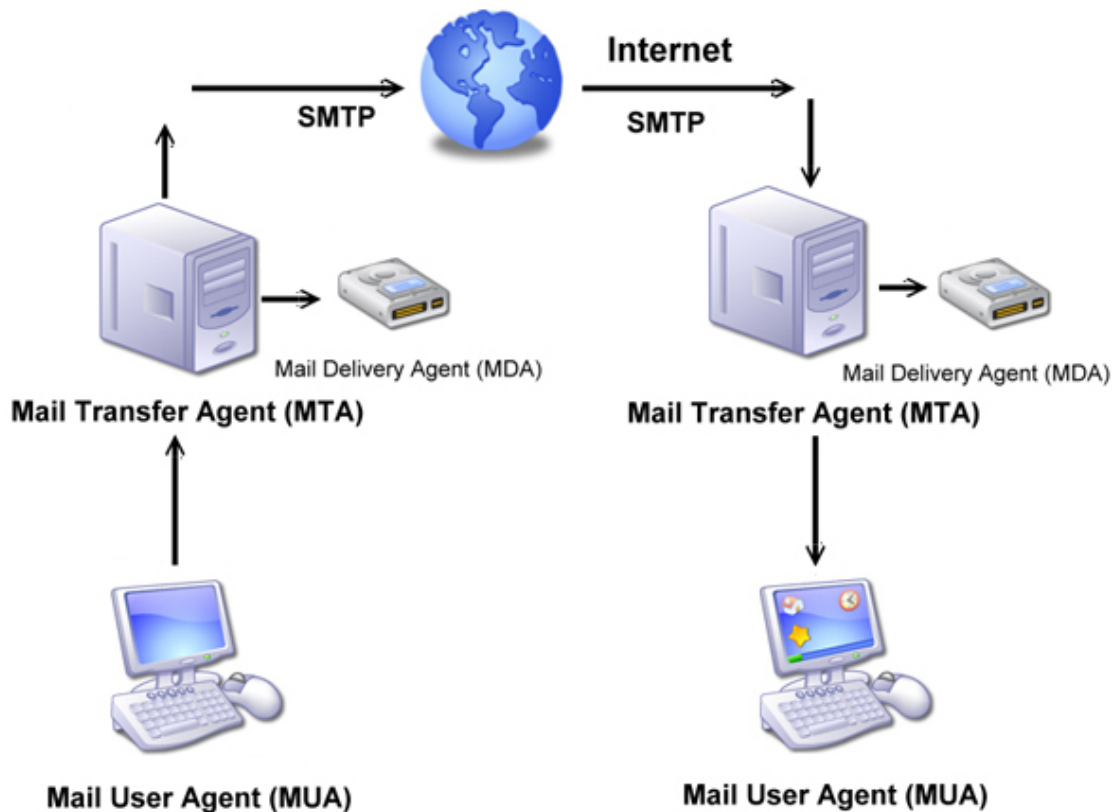 Internet
SMTP
SMTP
Mail Delivery Agent (MDA)
Mail Delivery Agent (MDA)
Mail Transfer Agent (MTA)
Mail Transfer Agent (MTA)
Mail User Agent (MUA)
Mail User Agent (MUA)